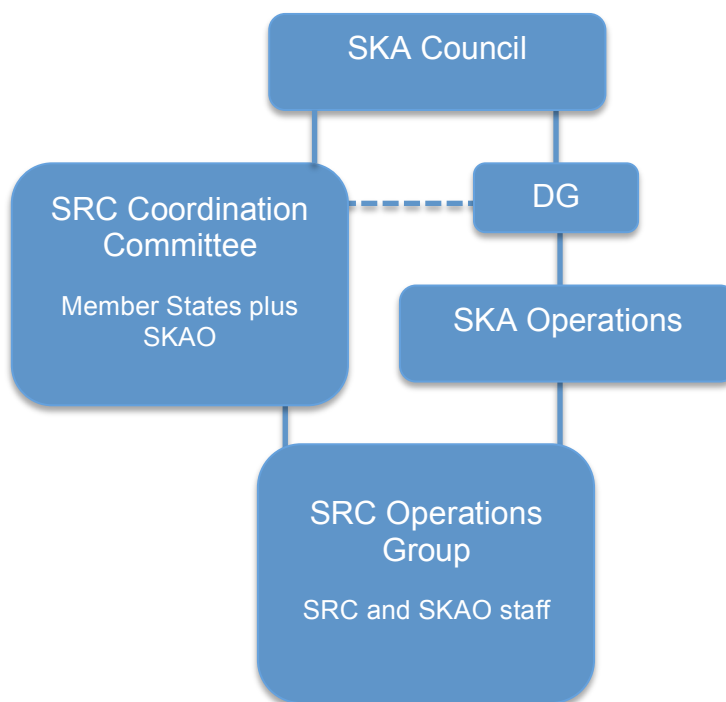 SKA Council
SRC Coordination
Committee
Member States plus
SKAO
DG
SKA Operations
SRC Operations
Group
SRC and SKAO staff